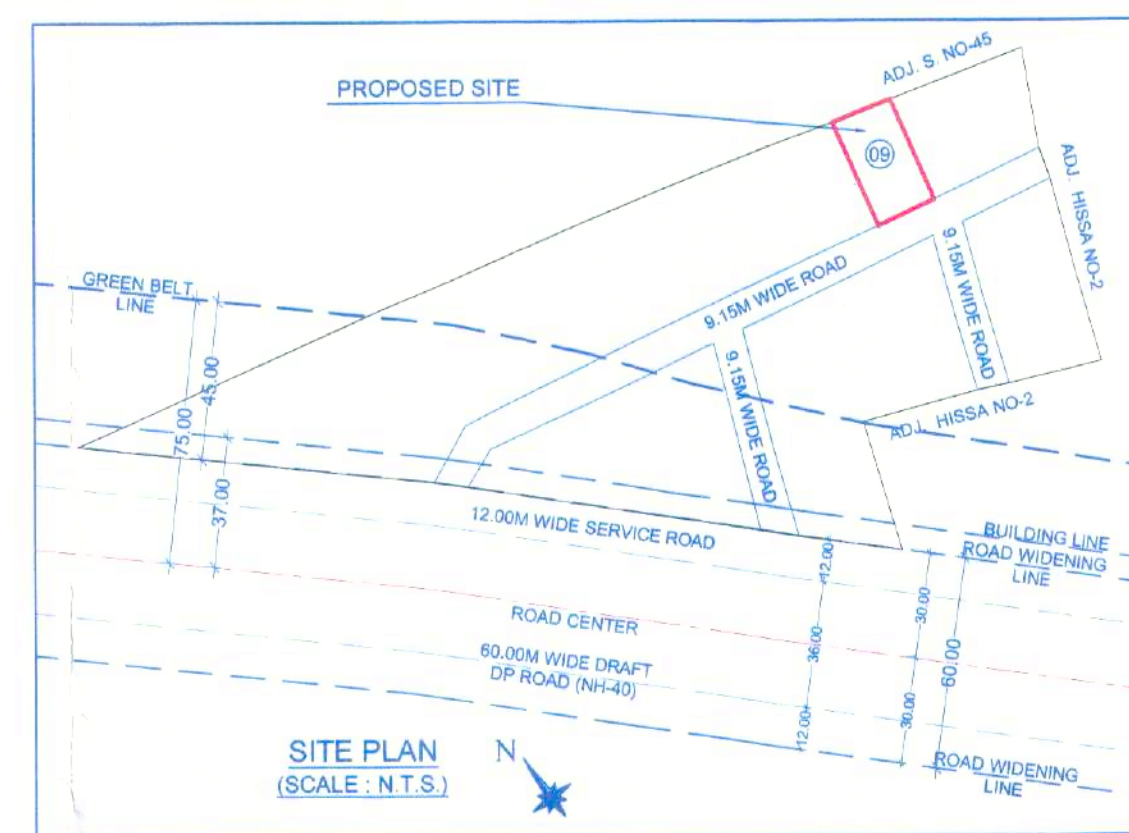 ADJ. S. NO-45
PROPOSED SITE
09
ADJ. HISSA NO-2
9.15M WIDE ROAD
GREEN BELT
LINE
9.15M WIDE ROAD
9.15M WIDE ROAD
45.00
75.00
ADJ. HISSA NO-2
37.00
12.00M WIDE SERVICE ROAD
BUILDING LINE
ROAD WIDENING
LINE
12.00
30.00
ROAD CENTER
36.00
60.00
60.00M WIDE DRAFT
DP ROAD (NH-40)
30.00
12.00
SITE PLAN
(SCALE : N.T.S.)
N
ROAD WIDENING
LINE